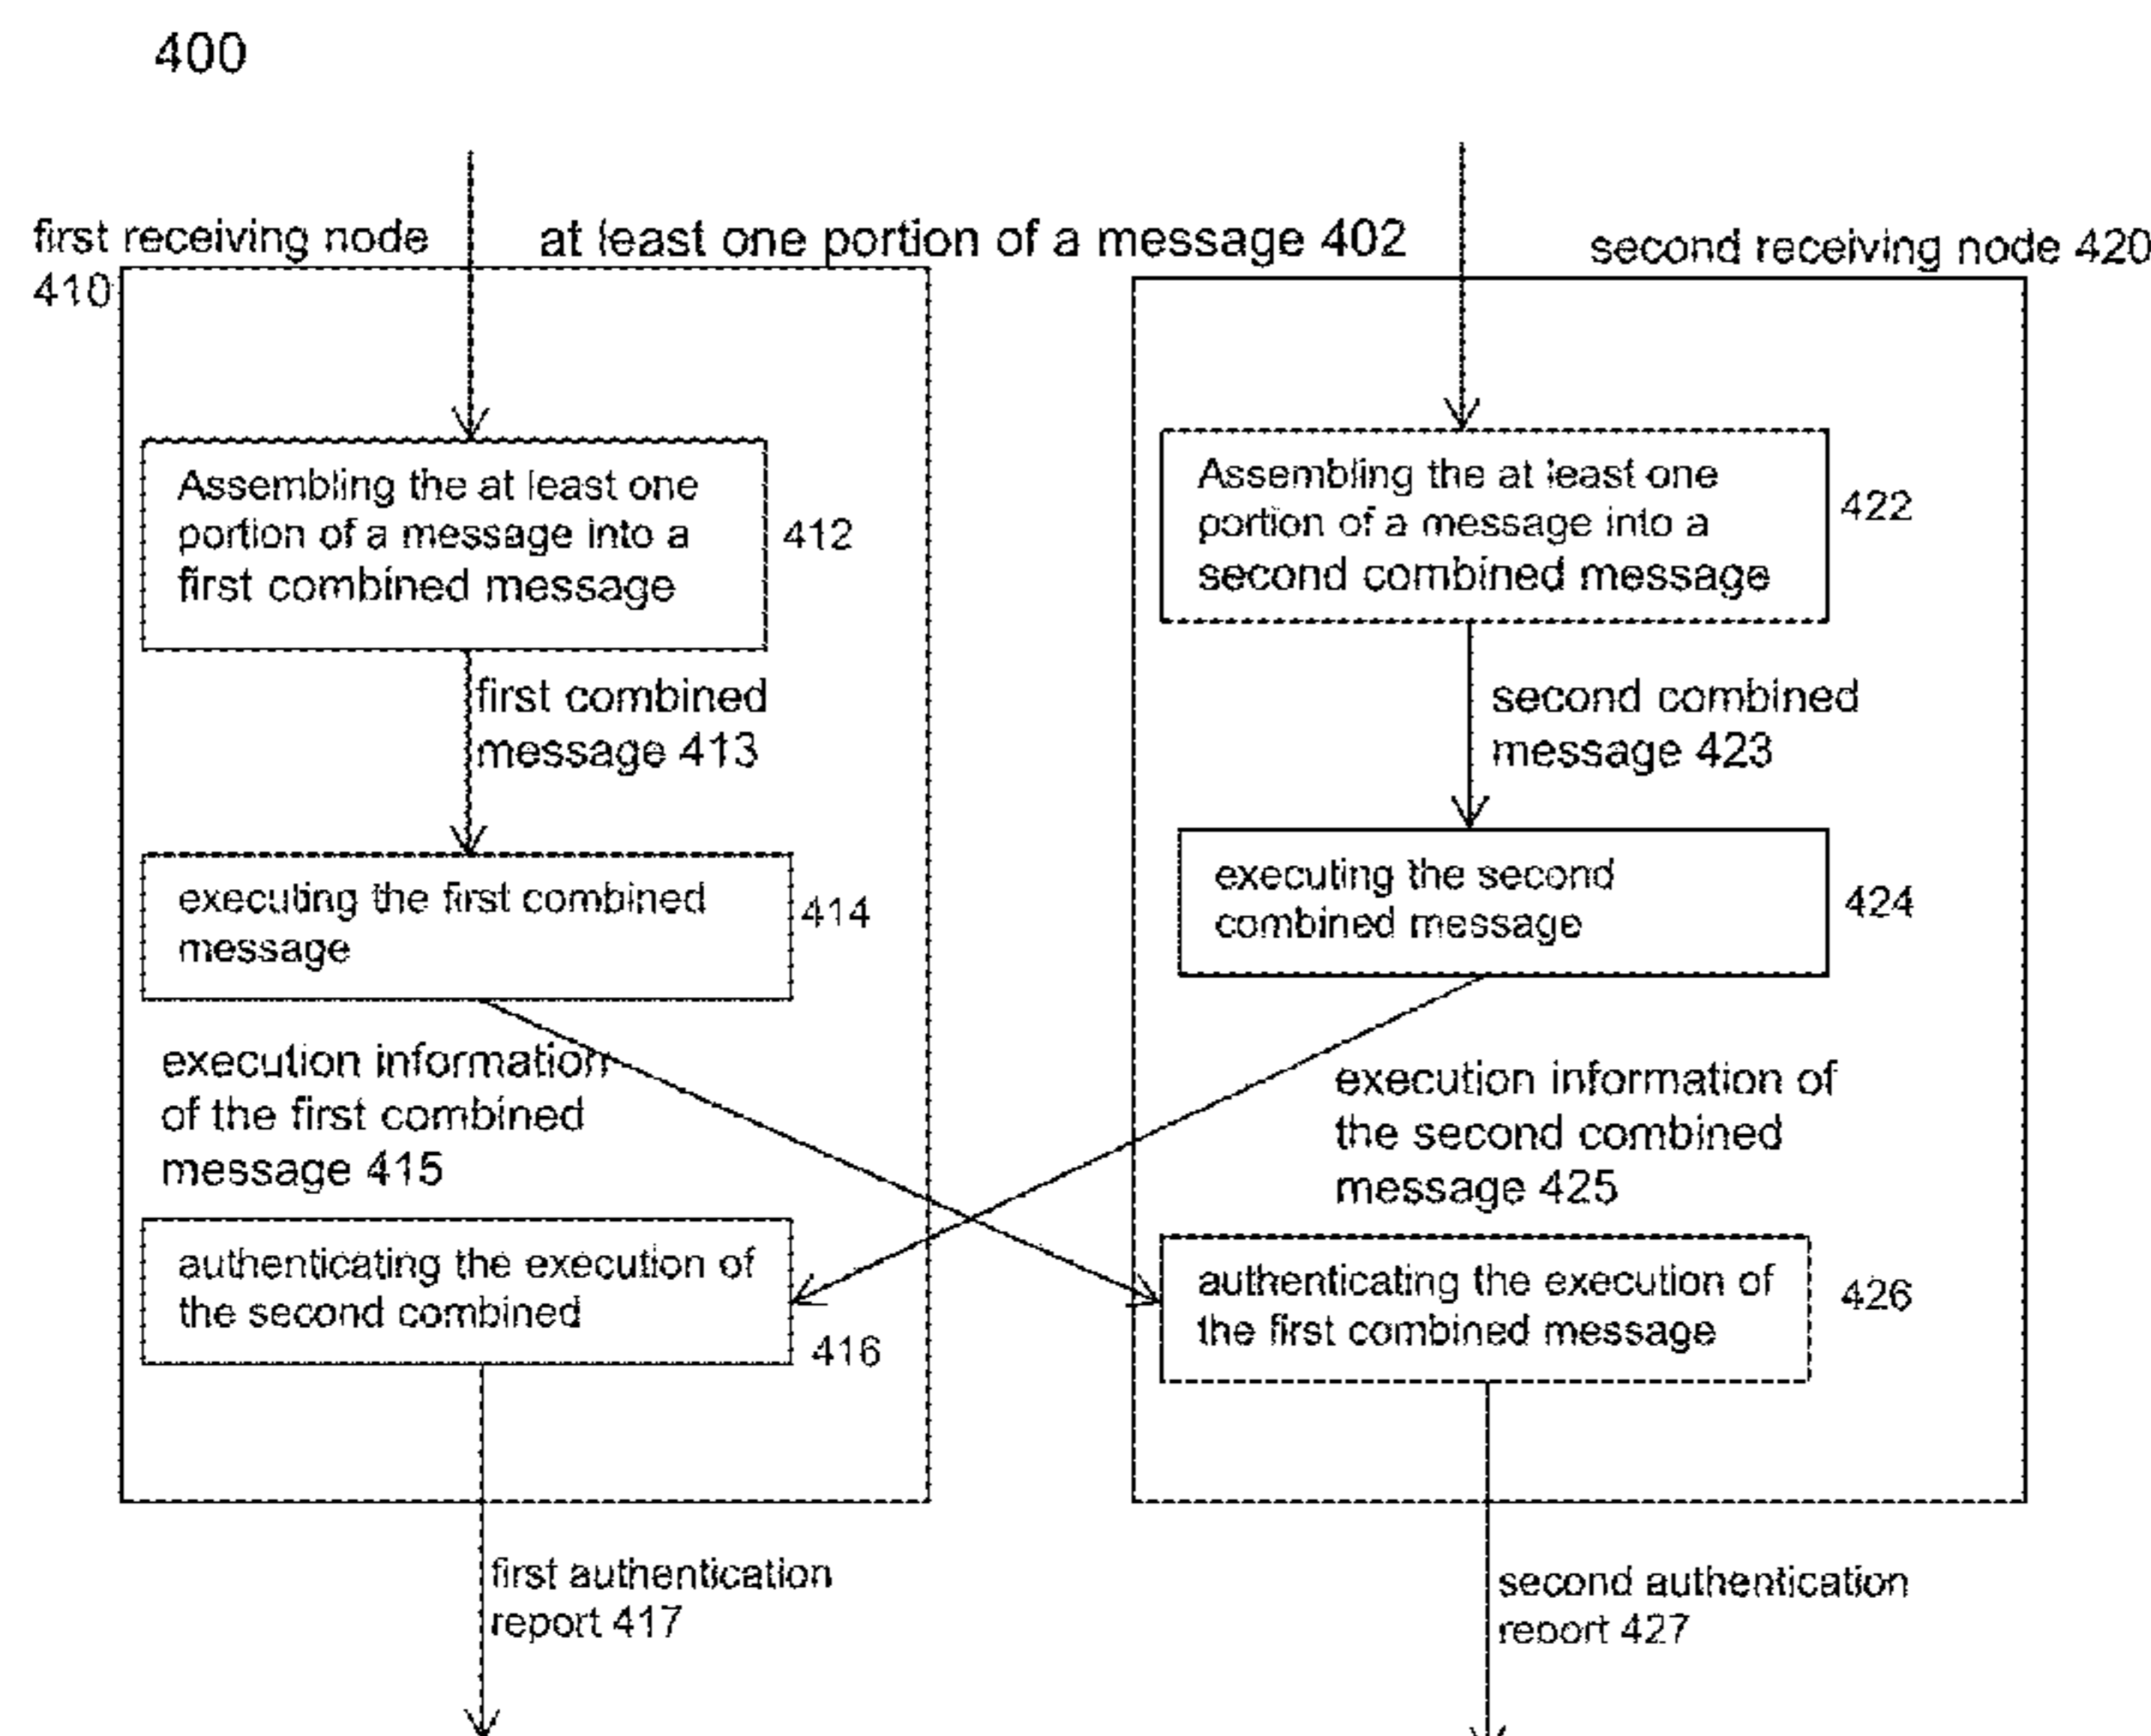 400
first receiving node
410
at least one portion of a message 402
second receiving node 420
Assembling the at least one
portion of a message into a
first combined message
412
first combined
message 413
executing the first combined
message
414
execution information
of the first combined
message 415
authenticating the execution of
the second combined
416
first authentication
report 417
Assembling the at least one
portion of a message into a
second combined message
422
second combined
message 423
executing the second
combined message
424
execution information of
the second combined
message 425
authenticating the execution of
the first combined message
426
second authentication
report 427